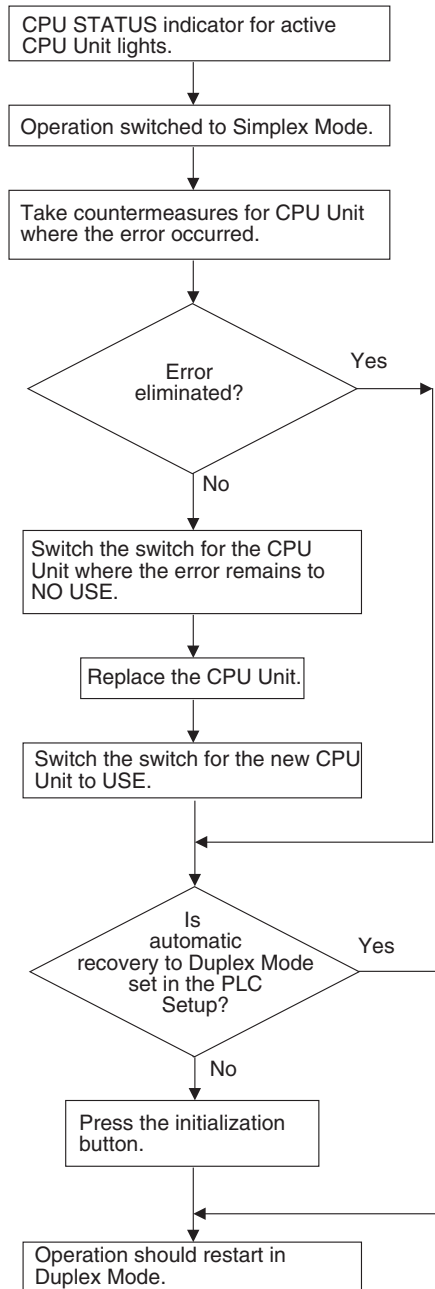 CPU STATUS indicator for active
CPU Unit lights.
Operation switched to Simplex Mode.
Take countermeasures for CPU Unit
where the error occurred.
Error
eliminated?
Yes
No
Switch the switch for the CPU
Unit where the error remains to
NO USE.
Replace the CPU Unit.
Switch the switch for the new CPU
Unit to USE.
Is
automatic
recovery to Duplex Mode
set in the PLC
Setup?
Yes
No
Press the initialization
button.
Operation should restart in
Duplex Mode.